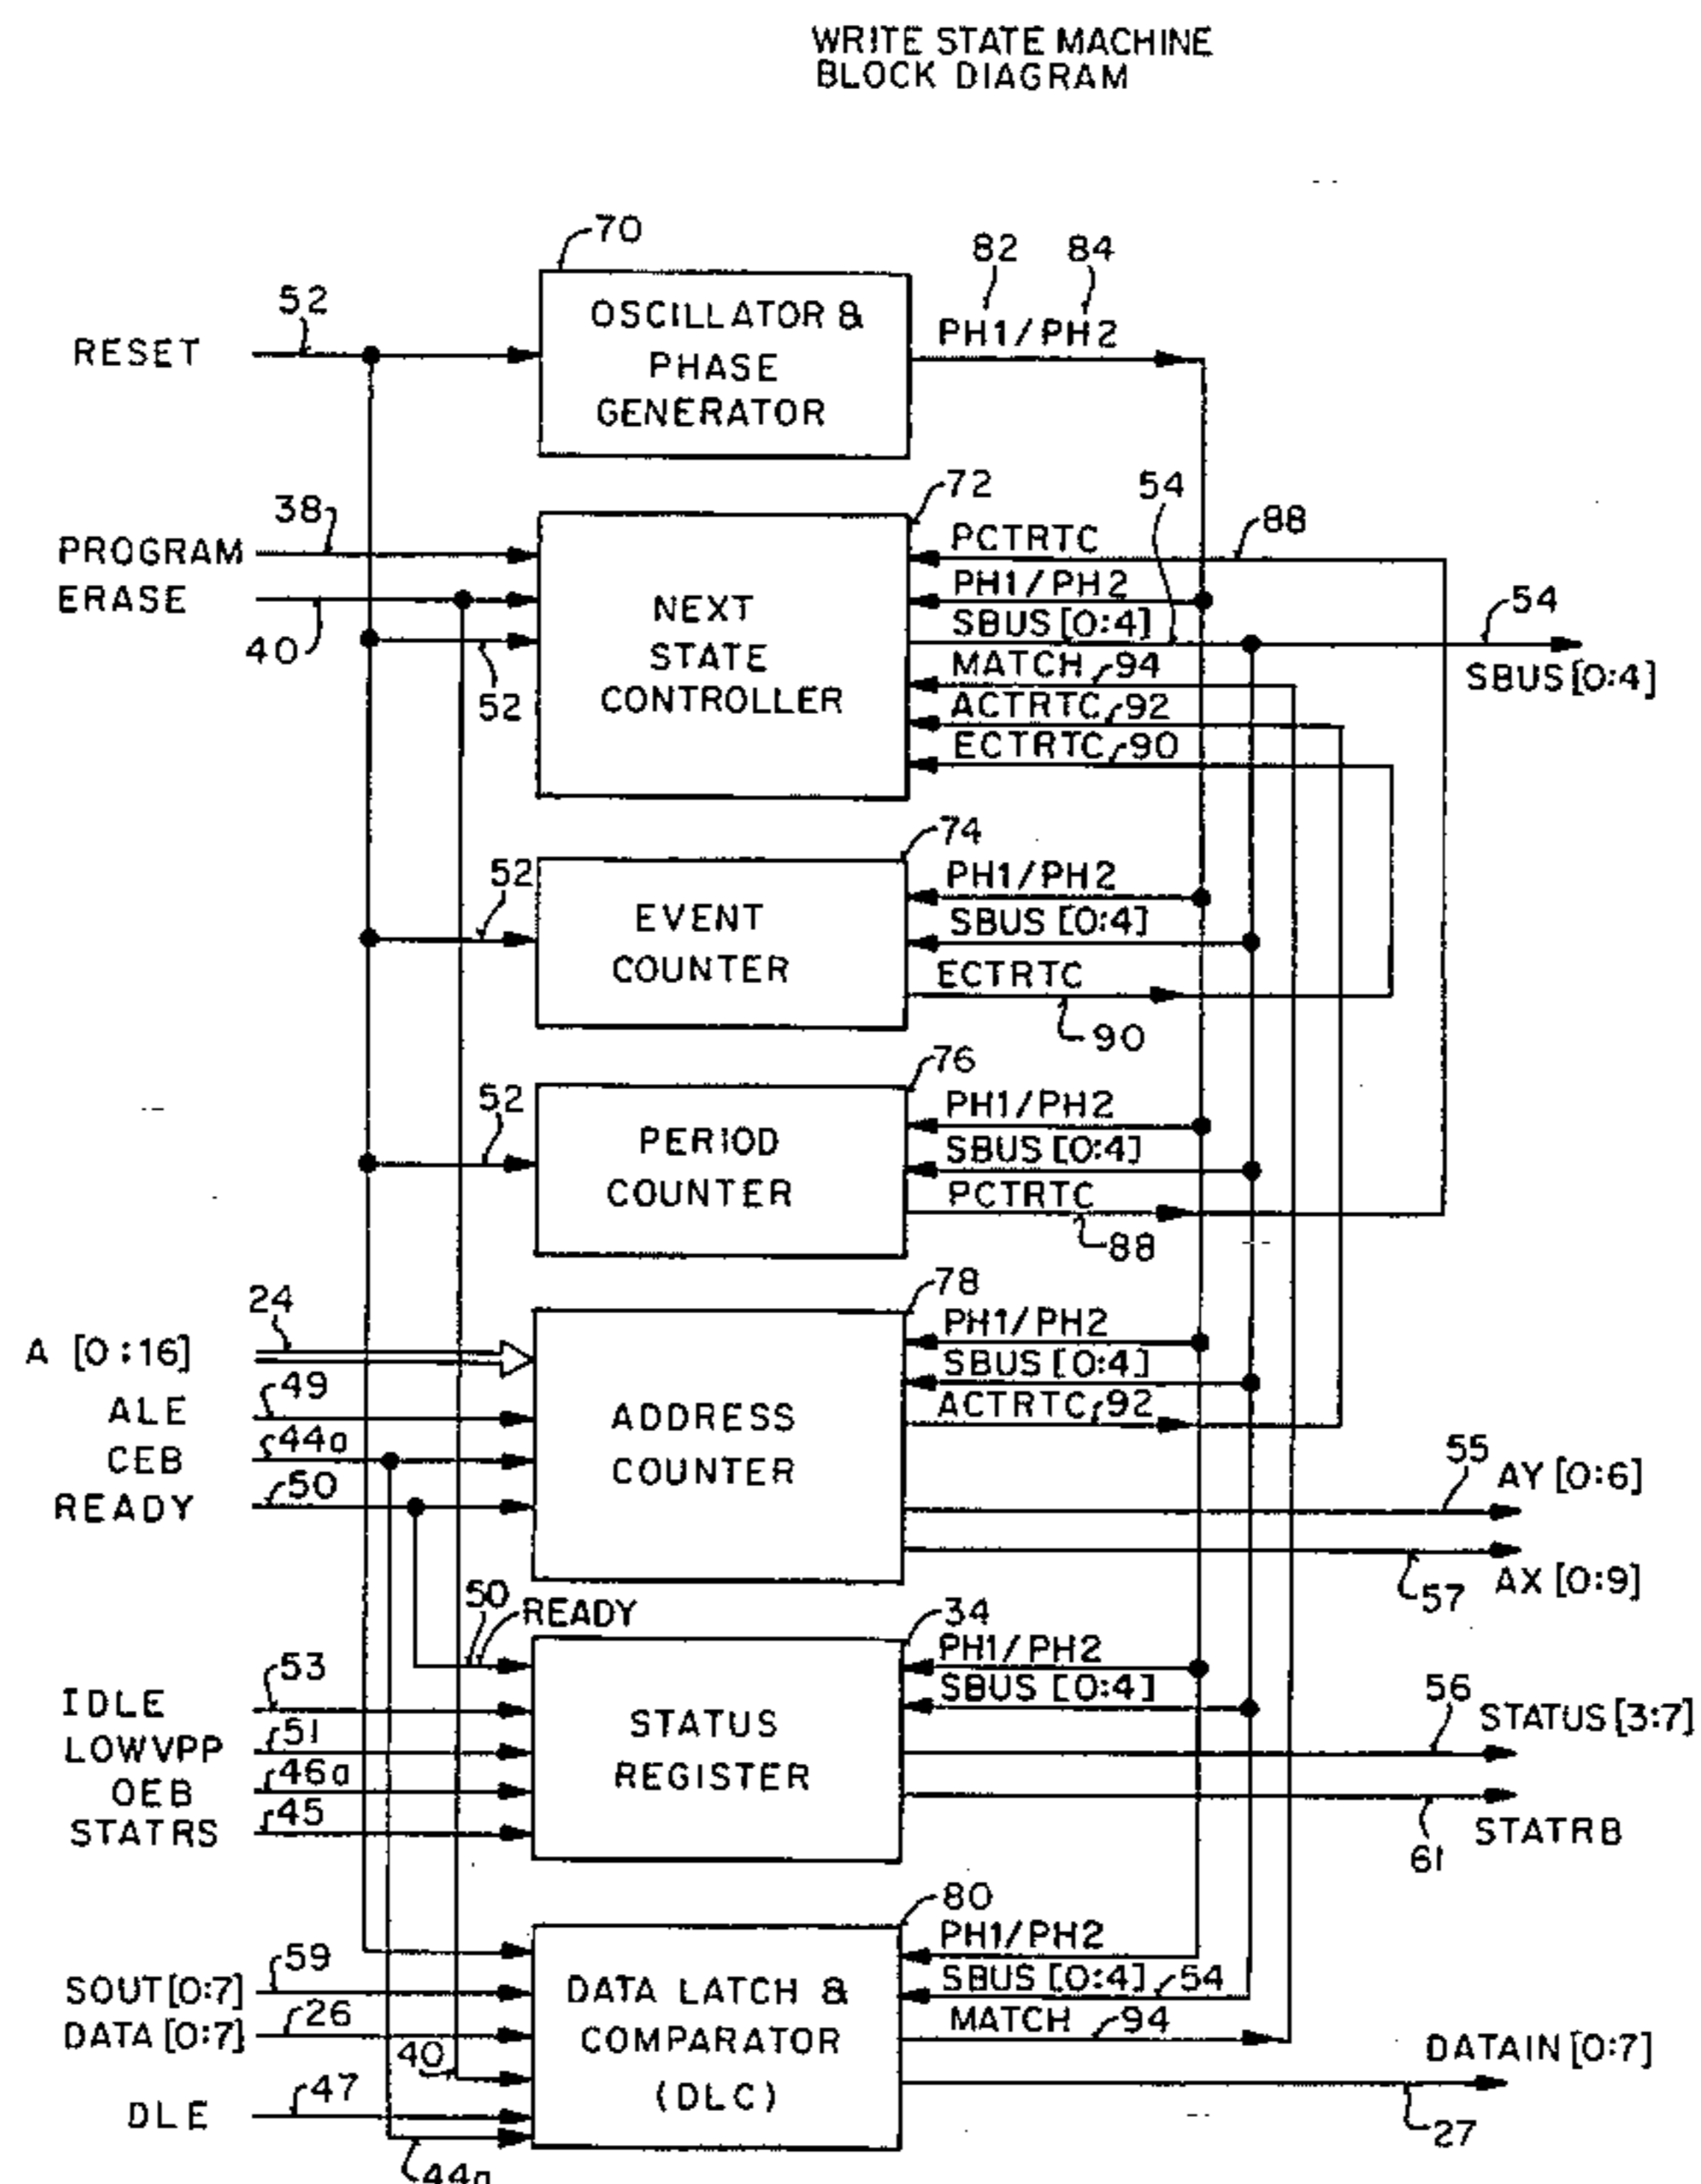 WRITE STATE MACHINE
BLOCK DIAGRAM
70
82 84
52
RESET
OSCILLATOR &
PHASE
GENERATOR
PH1/PH2
38
PROGRAM
ERASE
40
52
72
NEXT
STATE
CONTROLLER
54
88
PCTRTC
PH1/PH2
SBUS [0:4]
54
SBUS [0:4]
MATCH 94
ACTRTC 92
ECTRTC 90
74
52
EVENT
COUNTER
PH1/PH2
SBUS [0:4]
ECTRTC
90
76
52
PERIOD
COUNTER
PH1/PH2
SBUS [0:4]
PCTRTC
88
78
24
A [0:16]
49
ALE
44a
CEB
50
READY
ADDRESS
COUNTER
PH1/PH2
SBUS [0:4]
ACTRTC 92
55
AY [0:6]
57
AX [0:9]
50
READY
34
53
IDLE
51
LOWVPP
46a
OEB
45
STATRS
STATUS
REGISTER
PH1/PH2
SBUS [0:4]
56
STATUS [3:7]
61
STATRB
80
59
SOUT [0:7]
26
DATA [0:7]
40
47
DLE
44a
DATA LATCH &
COMPARATOR
(DLC)
PH1/PH2
SBUS [0:4] 54
MATCH 94
DATAIN [0:7]
27